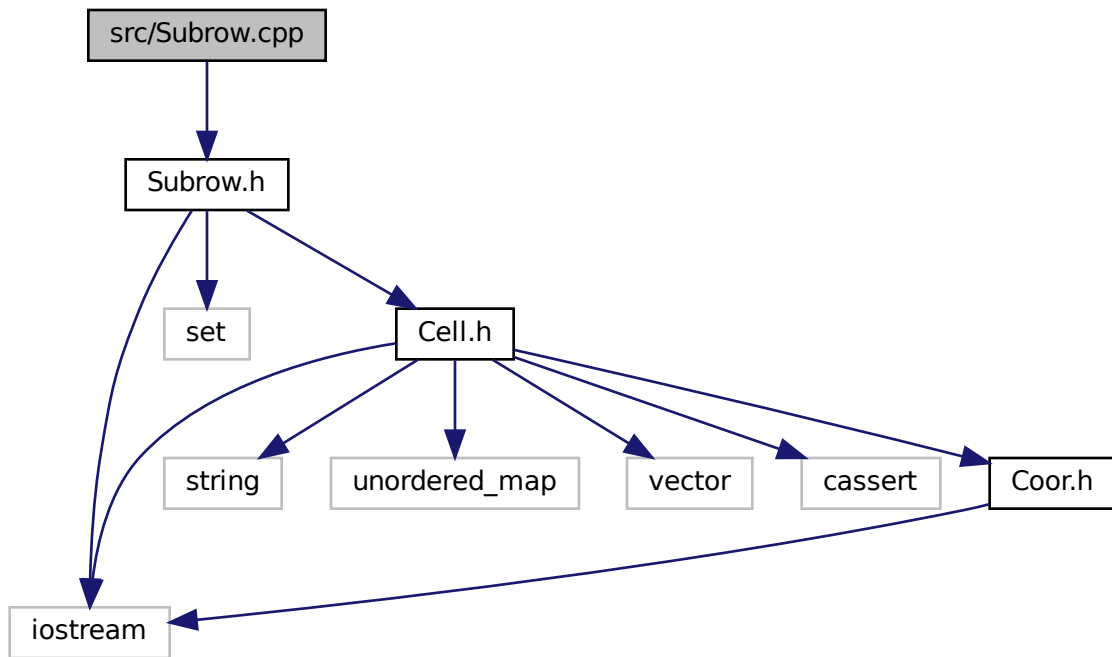 src/Subrow.cpp
Subrow.h
set
Cell.h
string
unordered_map
vector
cassert
Coor.h
iostream